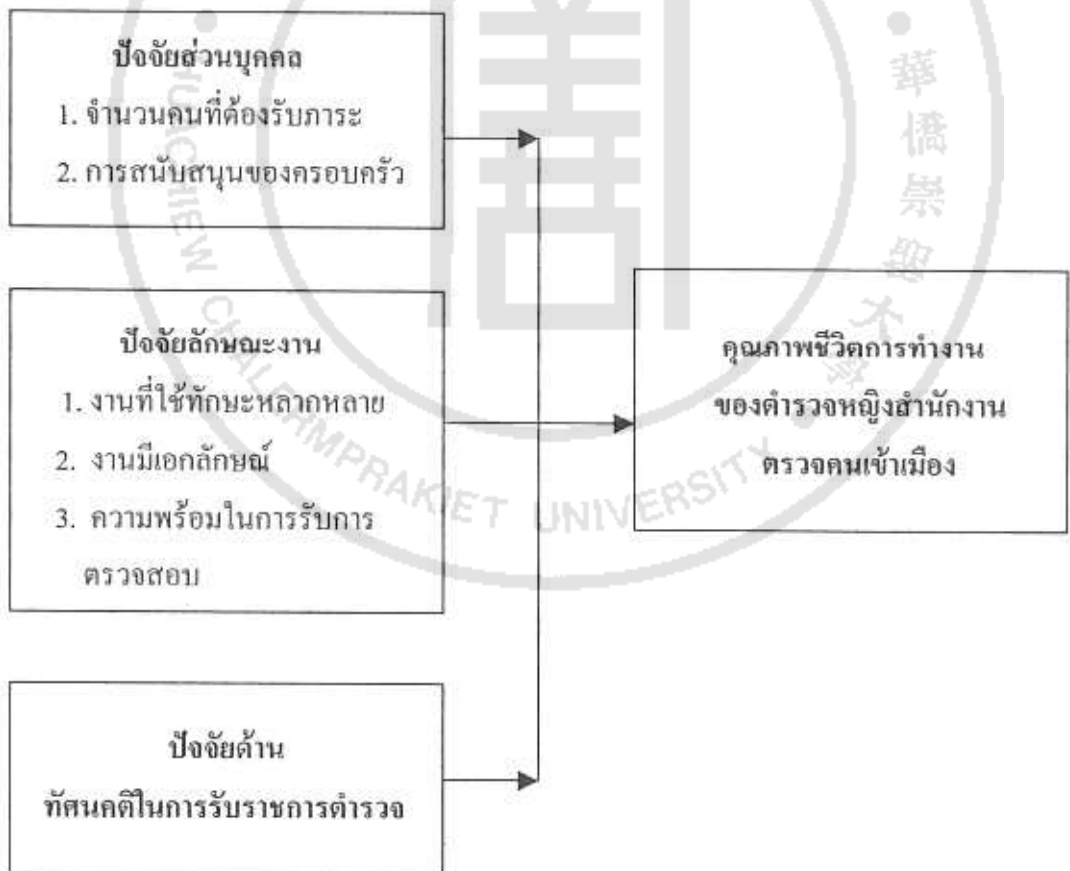 ปัจจัยส่วนบุคคล
1. จำนวนคนที่ต้องรับภาระ
2. การสนับสนุนของครอบครัว
ปัจจัยลักษณะงาน
1. งานที่ใช้ทักษะหลากหลาย
2. งานมีเอกลักษณ์
3. ความพร้อมในการรับการ
ตรวจสอบ
ปัจจัยด้าน
ทัศนคติในการรับราชการตำรวจ
คุณภาพชีวิตการทำงาน
ของตำรวจหญิงสำนักงาน
ตรวจคนเข้าเมือง
HUACHIEW CHALERMPRAKIET UNIVERSITY
華僑崇聖大學